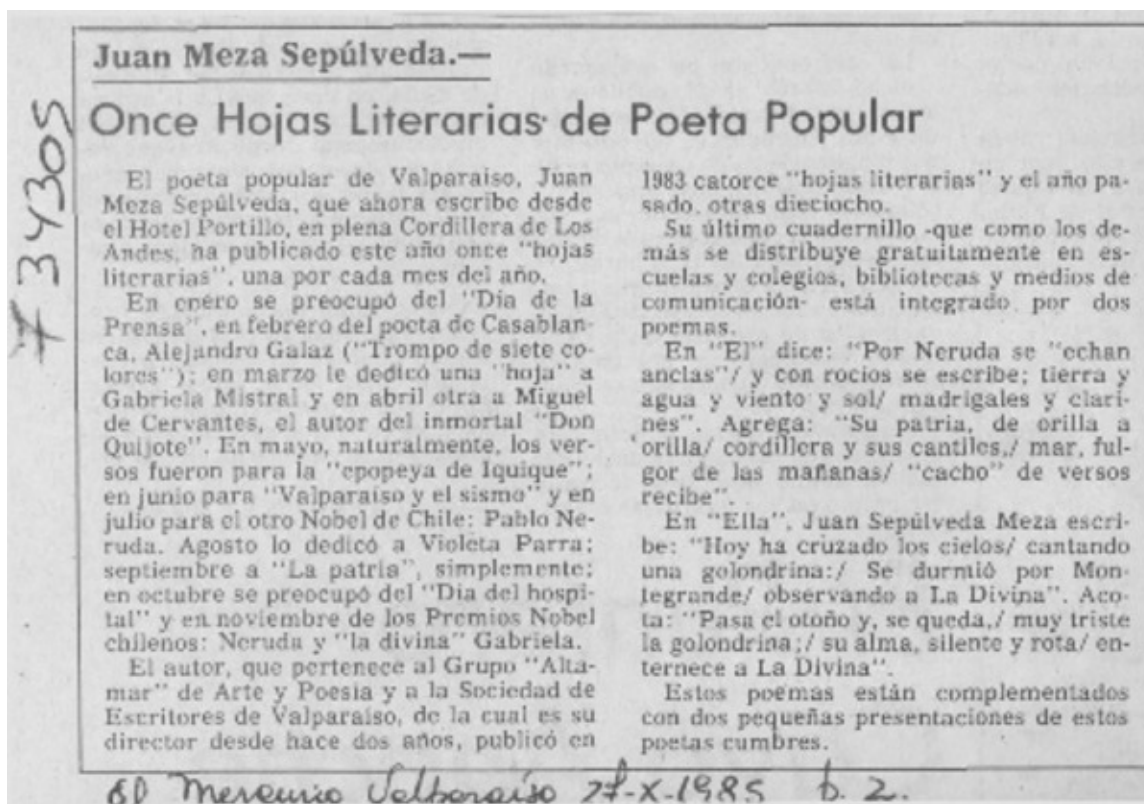 Juan Meza Sepúlveda.—
Once Hojas Literarias de Poeta Popular
El poeta popular de Valparaíso, Juan
Meza Sepúlveda, que ahora escribe desde
el Hotel Portillo, en plena Cordillera de Los
Andes, ha publicado este año once "hojas
literarias", una por cada mes del año.
En enero se preocupó del "Día de la
Prensa", en febrero del poeta de Casablan-
ca, Alejandro Galaz ("Trompo de siete co-
lores"); en marzo le dedicó una "hoja" a
Gabriela Mistral y en abril otra a Miguel
de Cervantes, el autor del inmortal "Don
Quijote". En mayo, naturalmente, los ver-
sos fueron para la "epopeya de Iquique";
en junio para "Valparaíso y el sismo" y en
julio para el otro Nobel de Chile: Pablo Ne-
ruda. Agosto lo dedicó a Violeta Parra;
septiembre a "La patria", simplemente;
en octubre se preocupó del "Día del hospi-
tal" y en noviembre de los Premios Nobel
chilenos: Neruda y "la divina" Gabriela.
El autor, que pertenece al Grupo "Alta-
mar" de Arte y Poesía y a la Sociedad de
Escritores de Valparaíso, de la cual es su
director desde hace dos años, publicó en
1983 catorce "hojas literarias" y el año pa-
sado, otras dieciocho.
Su último cuadernillo -que como los de-
más se distribuye gratuitamente en es-
cuelas y colegios, bibliotecas y medios de
comunicación- está integrado por dos
poemas.
En "El" dice: "Por Neruda se "echan
anclas"/ y con rocíos se escribe; tierra y
agua y viento y sol/ madrigales y clari-
nes". Agrega: "Su patria, de orilla a
orilla/ cordillera y sus cantiles,/ mar, ful-
gor de las mañanas/ "cacho" de versos
recibe".
En "Ella", Juan Sepúlveda Meza escri-
be: "Hoy ha cruzado los cielos/ cantando
una golondrina:/ Se durmió por Mon-
tegrande/ observando a La Divina". Aco-
ta: "Pasa el otoño y, se queda,/ muy triste
la golondrina;/ su alma, silente y rota/ en-
ternece a La Divina".
Estos poemas están complementados
con dos pequeñas presentaciones de estos
poetas cumbres.
El Mercurio Valparaíso 27-X-1985 p. 2.